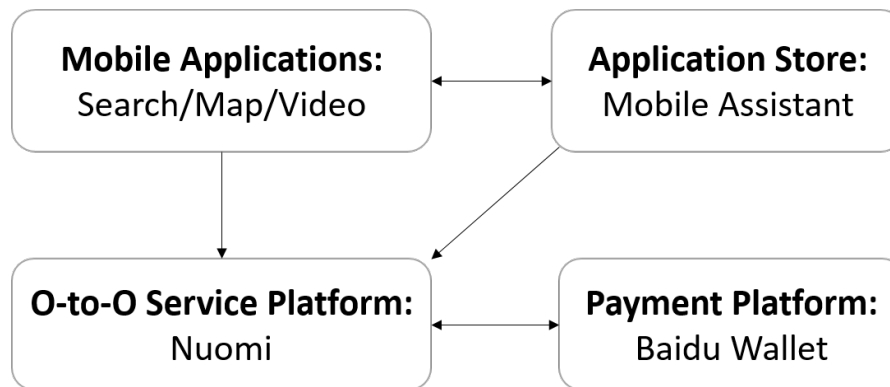 Mobile Applications:
Search/Map/Video
Application Store:
Mobile Assistant
O-to-O Service Platform:
Nuomi
Payment Platform:
Baidu Wallet